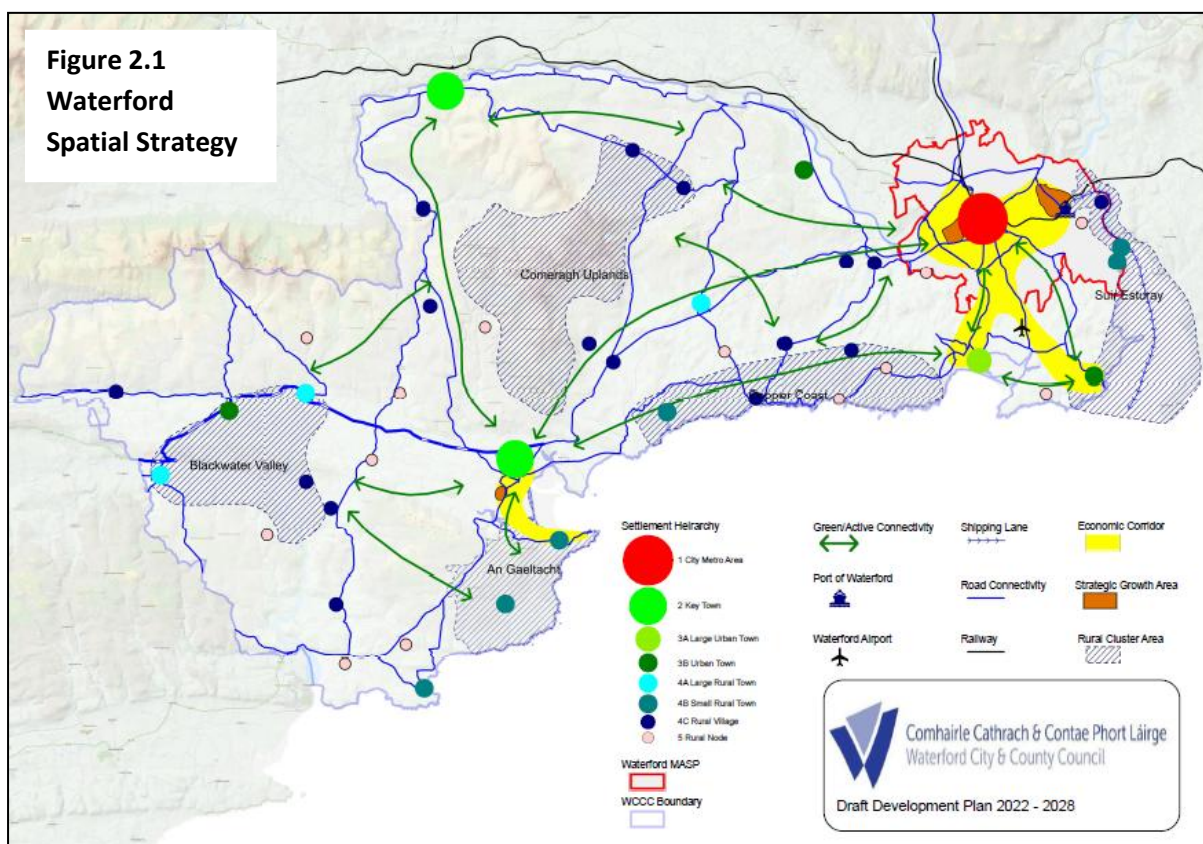 Figure 2.1
Waterford
Spatial Strategy
Comeragh Uplands
Suir Esturay
Copper Coast
Blackwater Valley
An Gaeltacht
Settlement Heirarchy
1 City Metro Area
2 Key Town
3A Large Urban Town
3B Urban Town
4A Large Rural Town
4B Small Rural Town
4C Rural Village
5 Rural Node
Waterford MASP
WCCC Boundary
Green/Active Connectivity
Port of Waterford
Waterford Airport
Shipping Lane
Road Connectivity
Railway
Economic Corridor
Strategic Growth Area
Rural Cluster Area
Comhairle Cathrach & Contae Phort Láirge
Waterford City & County Council
Draft Development Plan 2022 - 2028